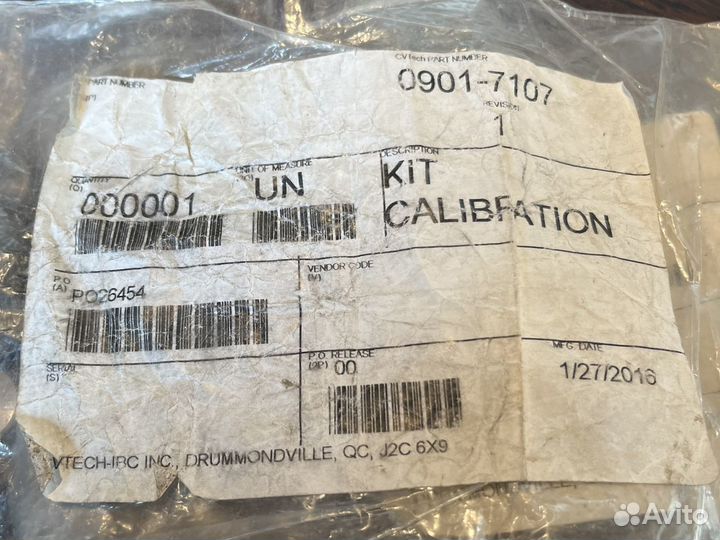 PART NUMBER
(P)
CVTech PART NUMBER
0901-7107
REVISION
1
QUANTITY
(Q)
000001
UNIT OF MEASURE
UN
DESCRIPTION
KIT
CALIBRATION
P.O.
(A)
PO26454
VENDOR CODE
(V)
SERIAL
(S)
P.O. RELEASE
(2P)
00
MFG. DATE
1/27/2016
VTECH-IBC INC., DRUMMONDVILLE, QC, J2C 6X9
Avito